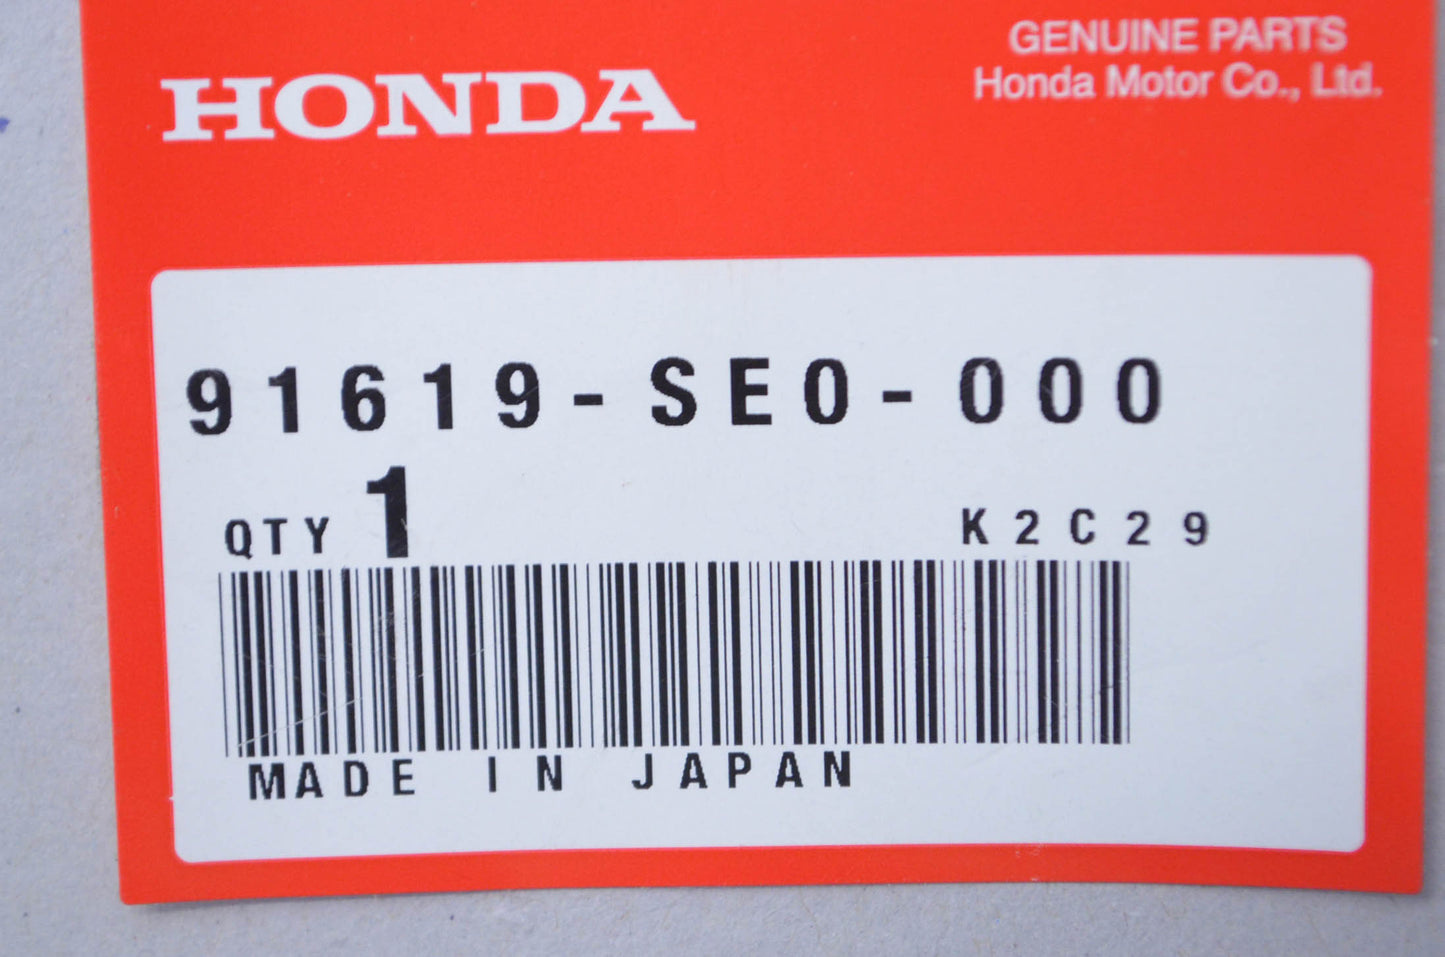 GENUINE PARTS
HONDA
Honda Motor Co., Ltd.
91619-SE0-000
QTY 1
K2C29
MADE IN JAPAN